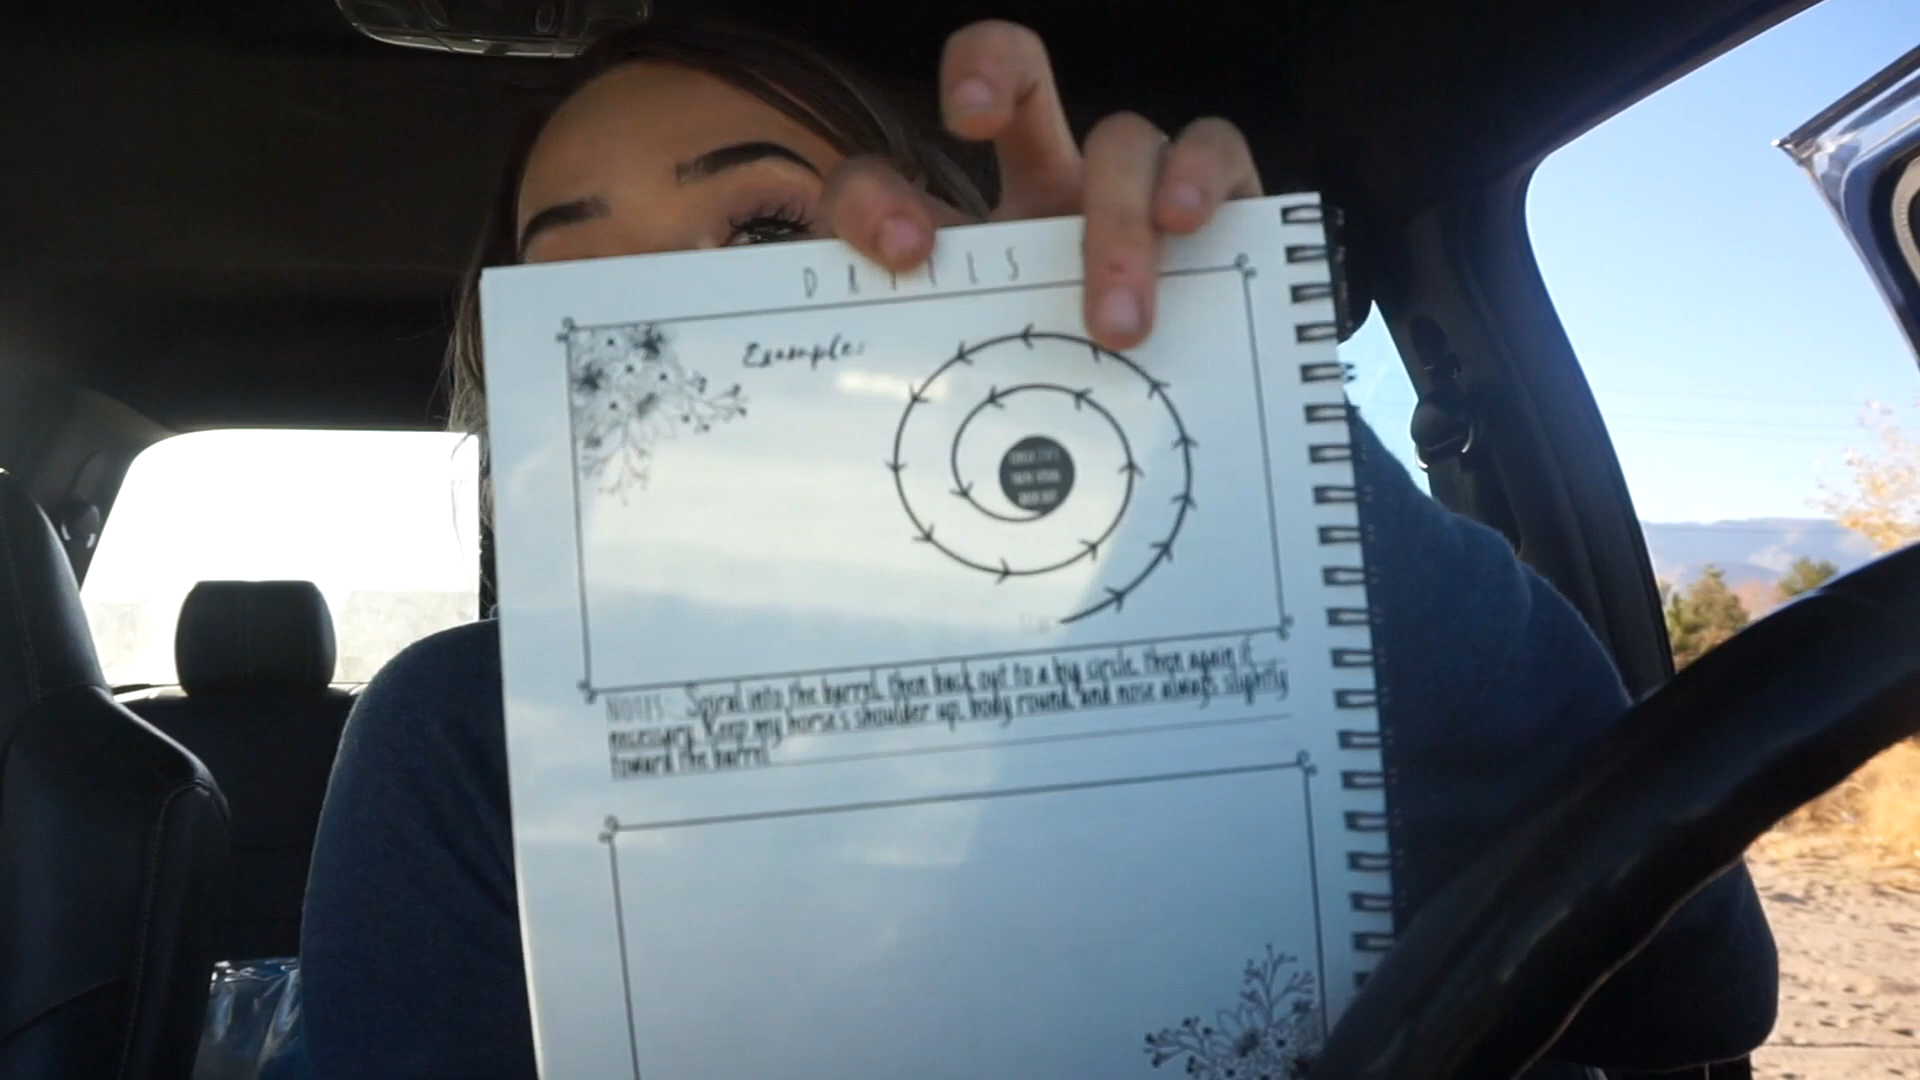 DRILLS
Example:
NOTES: Spiral into the barrel, then back out to a big circle, then again if
necessary. Keep my horse's shoulder up, body round, and nose always slightly
toward the barrel.